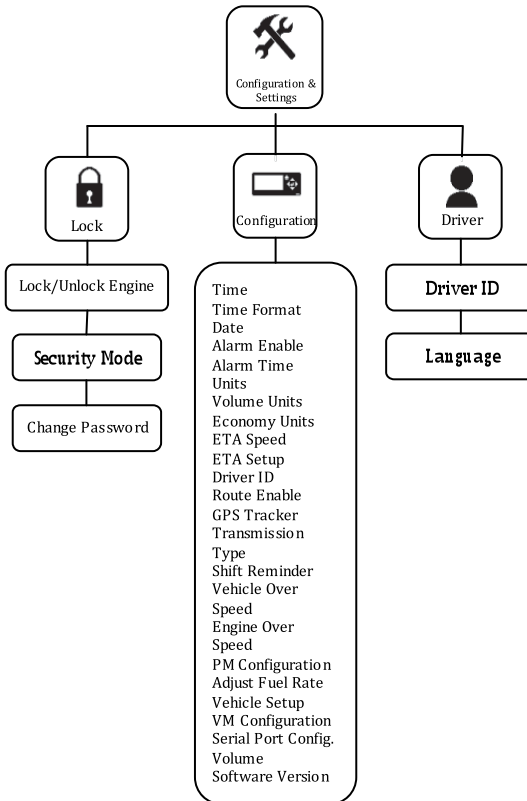 Configuration &
Settings
Lock
Configuration
Driver
Lock/Unlock Engine
Security Mode
Change Password
Time
Time Format
Date
Alarm Enable
Alarm Time
Units
Volume Units
Economy Units
ETA Speed
ETA Setup
Driver ID
Route Enable
GPS Tracker
Transmission
Type
Shift Reminder
Vehicle Over
Speed
Engine Over
Speed
PM Configuration
Adjust Fuel Rate
Vehicle Setup
VM Configuration
Serial Port Config.
Volume
Software Version
Driver ID
Language